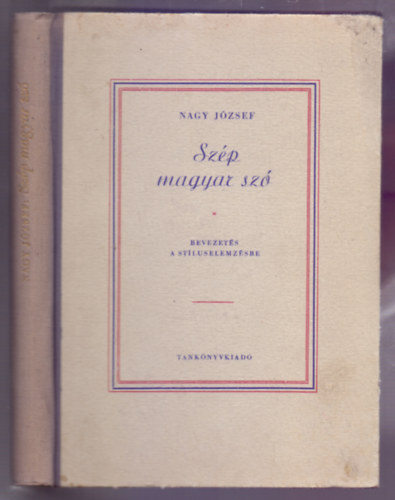 NAGY JÓZSEF
Szép
magyar szó
BEVEZETÉS
A STÍLUSELEMZÉSBE
TANKÖNYVKIADÓ